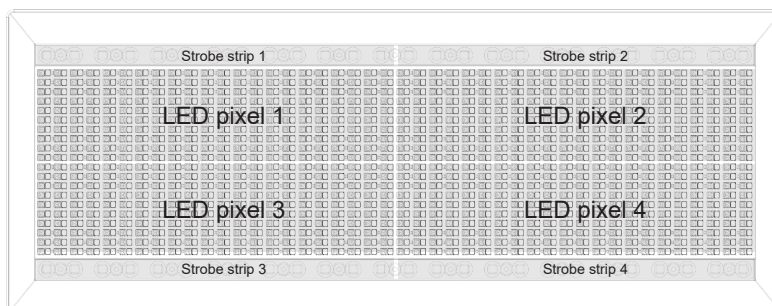 Strobe strip 1 Strobe strip 2
LED pixel 1 LED pixel 2
LED pixel 3 LED pixel 4
Strobe strip 3 Strobe strip 4